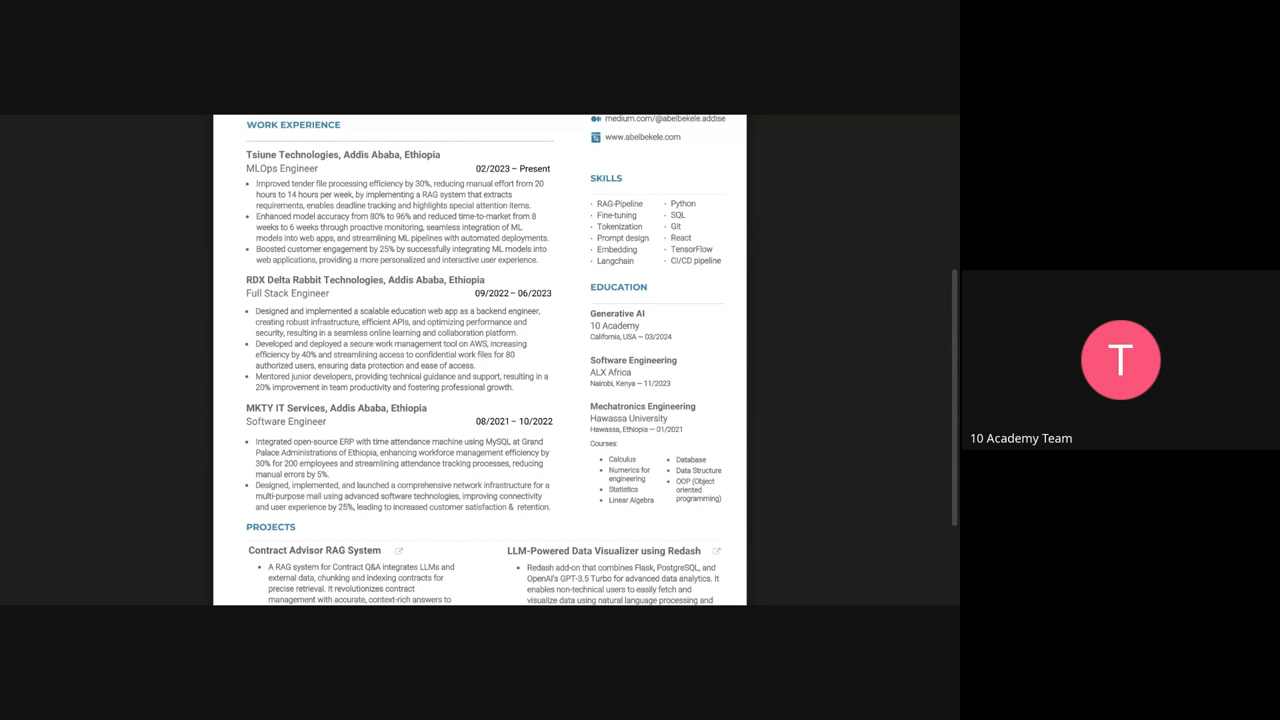 WORK EXPERIENCE
Tsiune Technologies, Addis Ababa, Ethiopia
MLOps Engineer 02/2023 – Present
• Improved tender file processing efficiency by 30%, reducing manual effort from 20
hours to 14 hours per week, by implementing a RAG system that extracts
requirements, enables deadline tracking and highlights special attention items.
• Enhanced model accuracy from 80% to 96% and reduced time-to-market from 8
weeks to 6 weeks through proactive monitoring, seamless integration of ML
models into web apps, and streamlining ML pipelines with automated deployments.
• Boosted customer engagement by 25% by successfully integrating ML models into
web applications, providing a more personalized and interactive user experience.
RDX Delta Rabbit Technologies, Addis Ababa, Ethiopia
Full Stack Engineer 09/2022 – 06/2023
• Designed and implemented a scalable education web app as a backend engineer,
creating robust infrastructure, efficient APIs, and optimizing performance and
security, resulting in a seamless online learning and collaboration platform.
• Developed and deployed a secure work management tool on AWS, increasing
efficiency by 40% and streamlining access to confidential work files for 80
authorized users, ensuring data protection and ease of access.
• Mentored junior developers, providing technical guidance and support, resulting in a
20% improvement in team productivity and fostering professional growth.
MKTY IT Services, Addis Ababa, Ethiopia
Software Engineer 08/2021 – 10/2022
• Integrated open-source ERP with time attendance machine using MySQL at Grand
Palace Administrations of Ethiopia, enhancing workforce management efficiency by
30% for 200 employees and streamlining attendance tracking processes, reducing
manual errors by 5%.
• Designed, implemented, and launched a comprehensive network infrastructure for a
multi-purpose mall using advanced software technologies, improving connectivity
and user experience by 25%, leading to increased customer satisfaction & retention.
medium.com/@abelbekele.addise
www.abelbekele.com
SKILLS
· RAG-Pipeline
· Fine-tuning
· Tokenization
· Prompt design
· Embedding
· Langchain
· Python
· SQL
· Git
· React
· TensorFlow
· CI/CD pipeline
EDUCATION
Generative AI
10 Academy
California, USA — 03/2024
Software Engineering
ALX Africa
Nairobi, Kenya — 11/2023
Mechatronics Engineering
Hawassa University
Hawassa, Ethiopia — 01/2021
Courses:
• Calculus
• Numerics for
engineering
• Statistics
• Linear Algebra
• Database
• Data Structure
• OOP (Object
oriented
programming)
PROJECTS
Contract Advisor RAG System
• A RAG system for Contract Q&A integrates LLMs and
external data, chunking and indexing contracts for
precise retrieval. It revolutionizes contract
management with accurate, context-rich answers to
LLM-Powered Data Visualizer using Redash
• Redash add-on that combines Flask, PostgreSQL, and
OpenAI's GPT-3.5 Turbo for advanced data analytics. It
enables non-technical users to easily fetch and
visualize data using natural language processing and
T
10 Academy Team